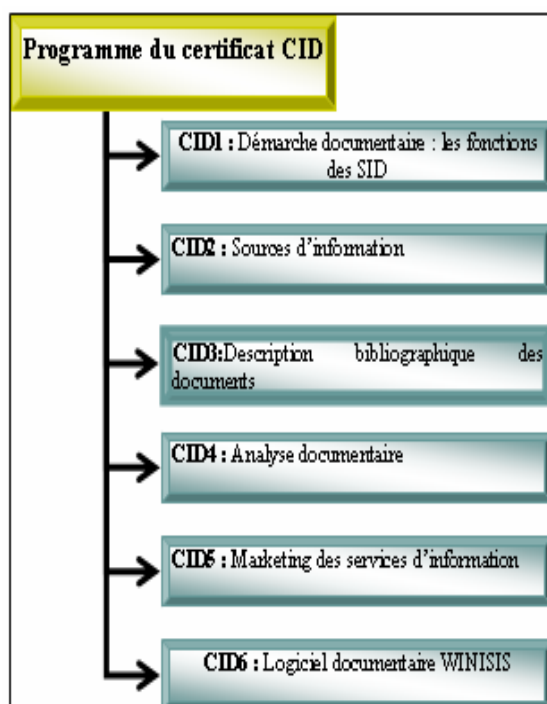 Programme du certificat CID
CID1 : Démarche documentaire : les fonctions
des SID
CID2 : Sources d'information
CID3:Description bibliographique des
documents
CID4 : Analyse documentaire
CID5 : Marketing des services d'information
CID6 : Logiciel documentaire WINISIS